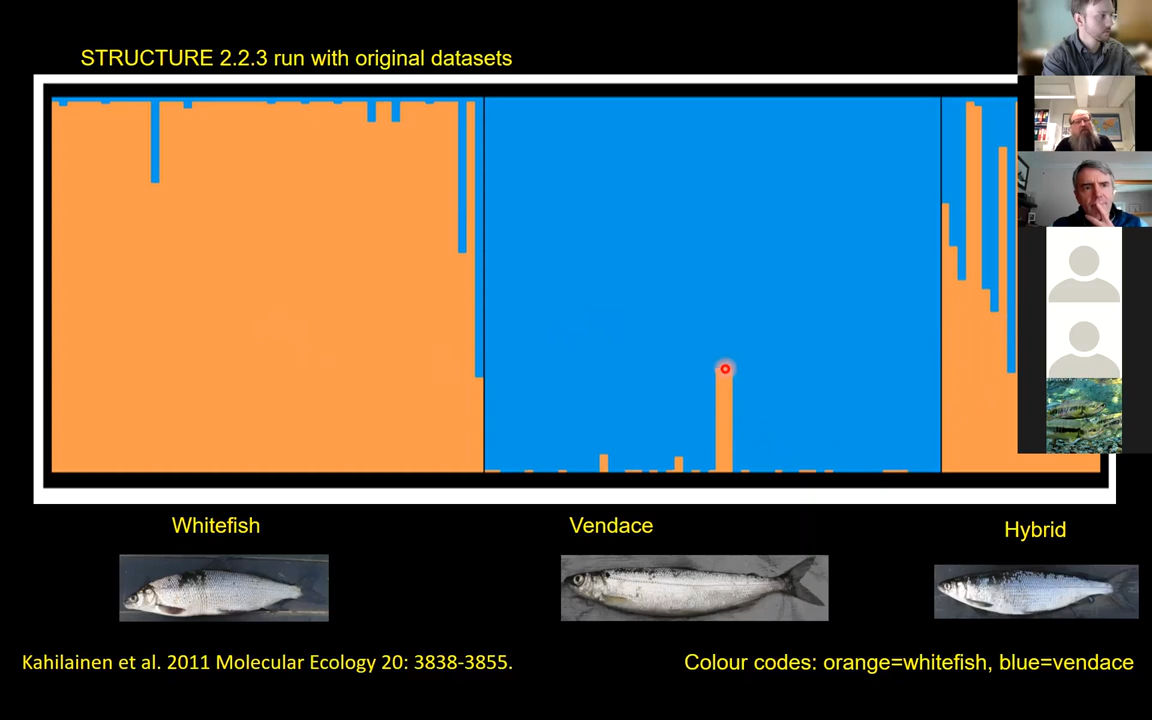 STRUCTURE 2.2.3 run with original datasets
Whitefish
Vendace
Hybrid
Kahilainen et al. 2011 Molecular Ecology 20: 3838-3855.
Colour codes: orange=whitefish, blue=vendace